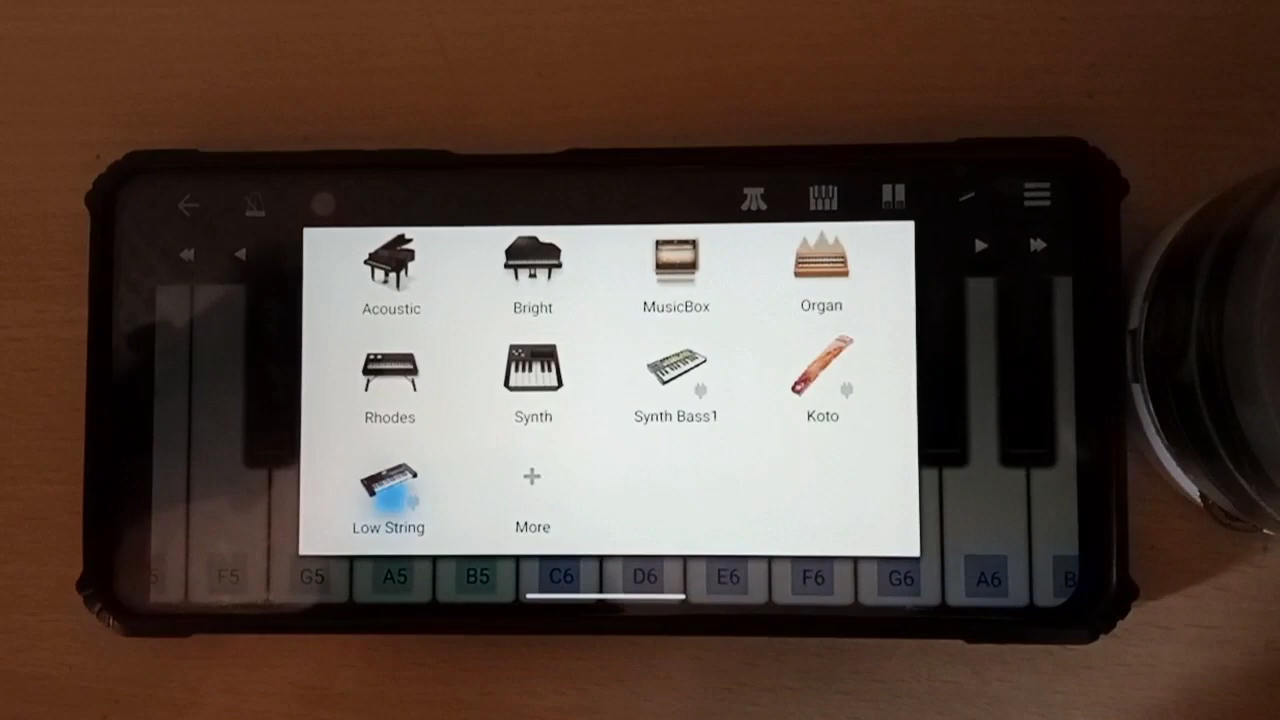 Acoustic Bright MusicBox Organ
Rhodes Synth Synth Bass1 Koto
Low String More
F5 G5 A5 B5 C6 D6 E6 F6 G6 A6